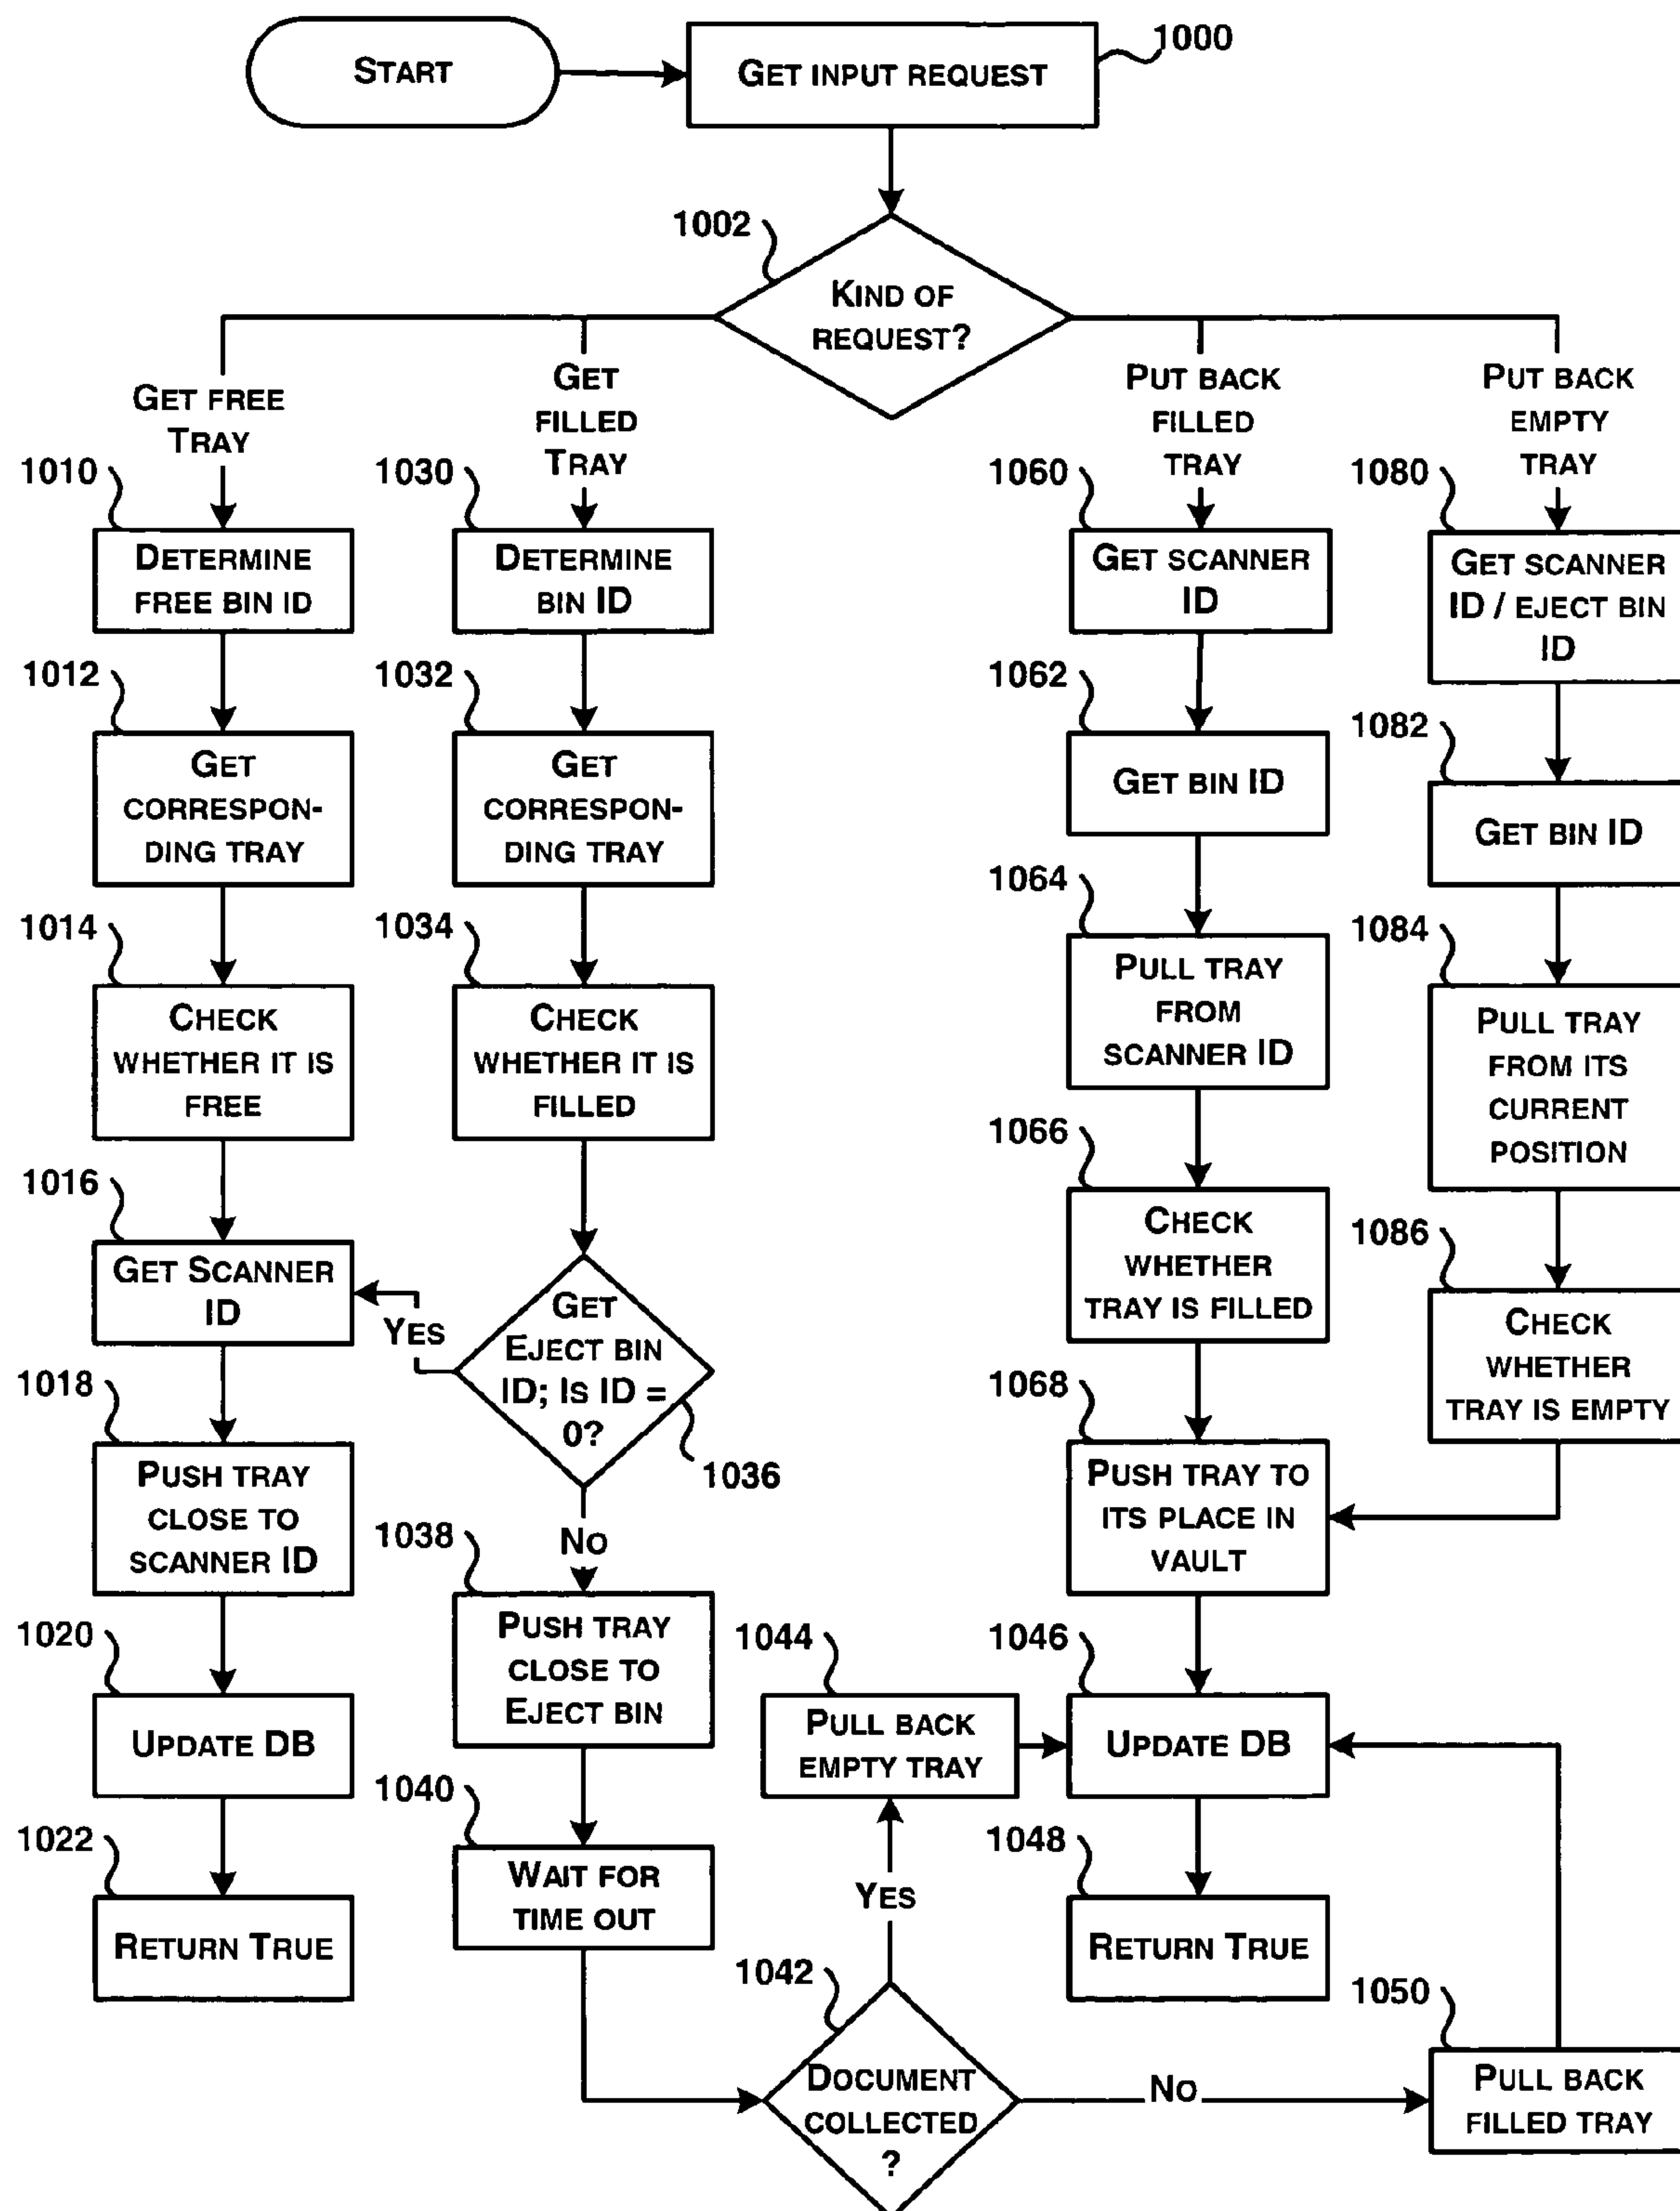 START
GET INPUT REQUEST
1000
1002
KIND OF
REQUEST?
GET FREE
TRAY
1010
DETERMINE
FREE BIN ID
1012
GET
CORRESPON-
DING TRAY
1014
CHECK
WHETHER IT IS
FREE
1016
GET SCANNER
ID
1018
PUSH TRAY
CLOSE TO
SCANNER ID
1020
UPDATE DB
1022
RETURN TRUE
GET
FILLED
TRAY
1030
DETERMINE
BIN ID
1032
GET
CORRESPON-
DING TRAY
1034
CHECK
WHETHER IT IS
FILLED
GET
EJECT BIN
ID; IS ID =
0?
1036
YES
NO
1038
PUSH TRAY
CLOSE TO
EJECT BIN
1040
WAIT FOR
TIME OUT
1042
DOCUMENT
COLLECTED
?
YES
1044
PULL BACK
EMPTY TRAY
NO
1050
PULL BACK
FILLED TRAY
PUT BACK
FILLED
TRAY
1060
GET SCANNER
ID
1062
GET BIN ID
1064
PULL TRAY
FROM
SCANNER ID
1066
CHECK
WHETHER
TRAY IS FILLED
1068
PUSH TRAY TO
ITS PLACE IN
VAULT
1046
UPDATE DB
1048
RETURN TRUE
PUT BACK
EMPTY
TRAY
1080
GET SCANNER
ID / EJECT BIN
ID
1082
GET BIN ID
1084
PULL TRAY
FROM ITS
CURRENT
POSITION
1086
CHECK
WHETHER
TRAY IS EMPTY